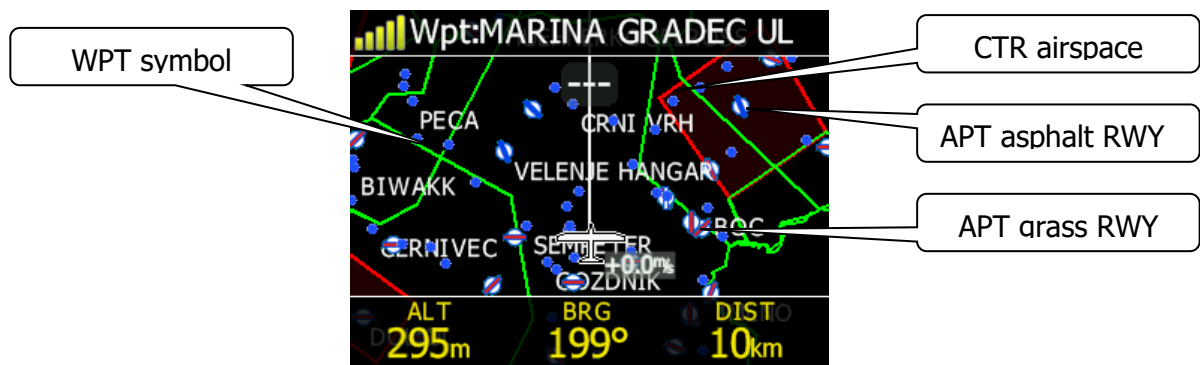 Wpt:MARINA GRADEC UL
WPT symbol
CTR airspace
---
PECA
CRNI VRH
APT asphalt RWY
VELENJE HANGAR
BIWAKK
APT grass RWY
BOC
CERNIVEC
SEMPETER
+0.0m/s
GOZDNIK
ALT
BRG
DIST
295m
199°
10km